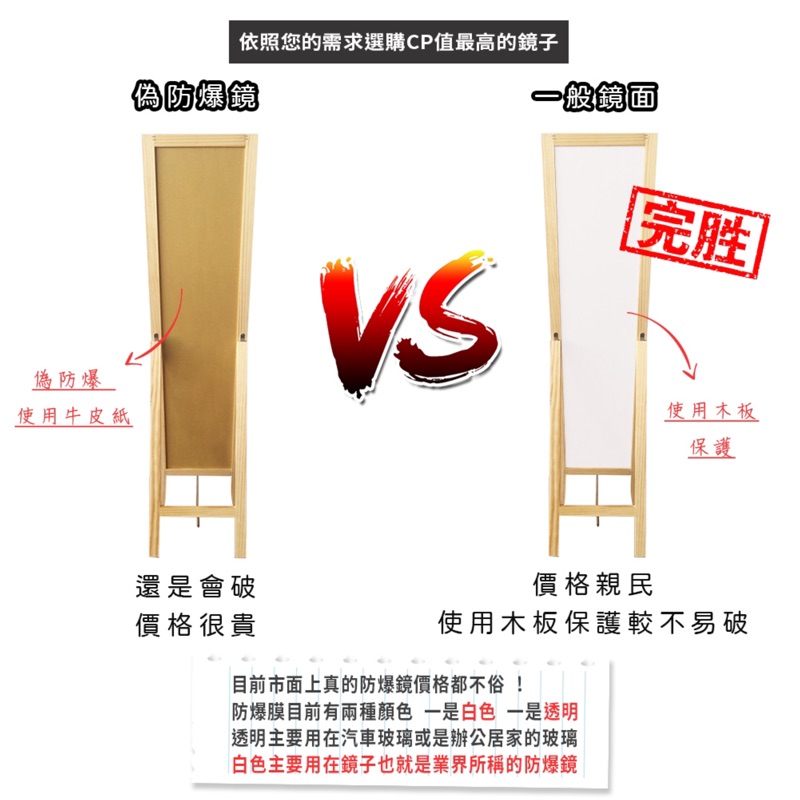 依照您的需求選購CP值最高的鏡子
偽防爆鏡
一般鏡面
完胜
VS
偽防爆
使用牛皮紙
使用木板
保護
還是會破
價格很貴
價格親民
使用木板保護較不易破
目前市面上真的防爆鏡價格都不俗 ！
防爆膜目前有兩種顏色 一是白色 一是透明
透明主要用在汽車玻璃或是辦公居家的玻璃
白色主要用在鏡子也就是業界所稱的防爆鏡